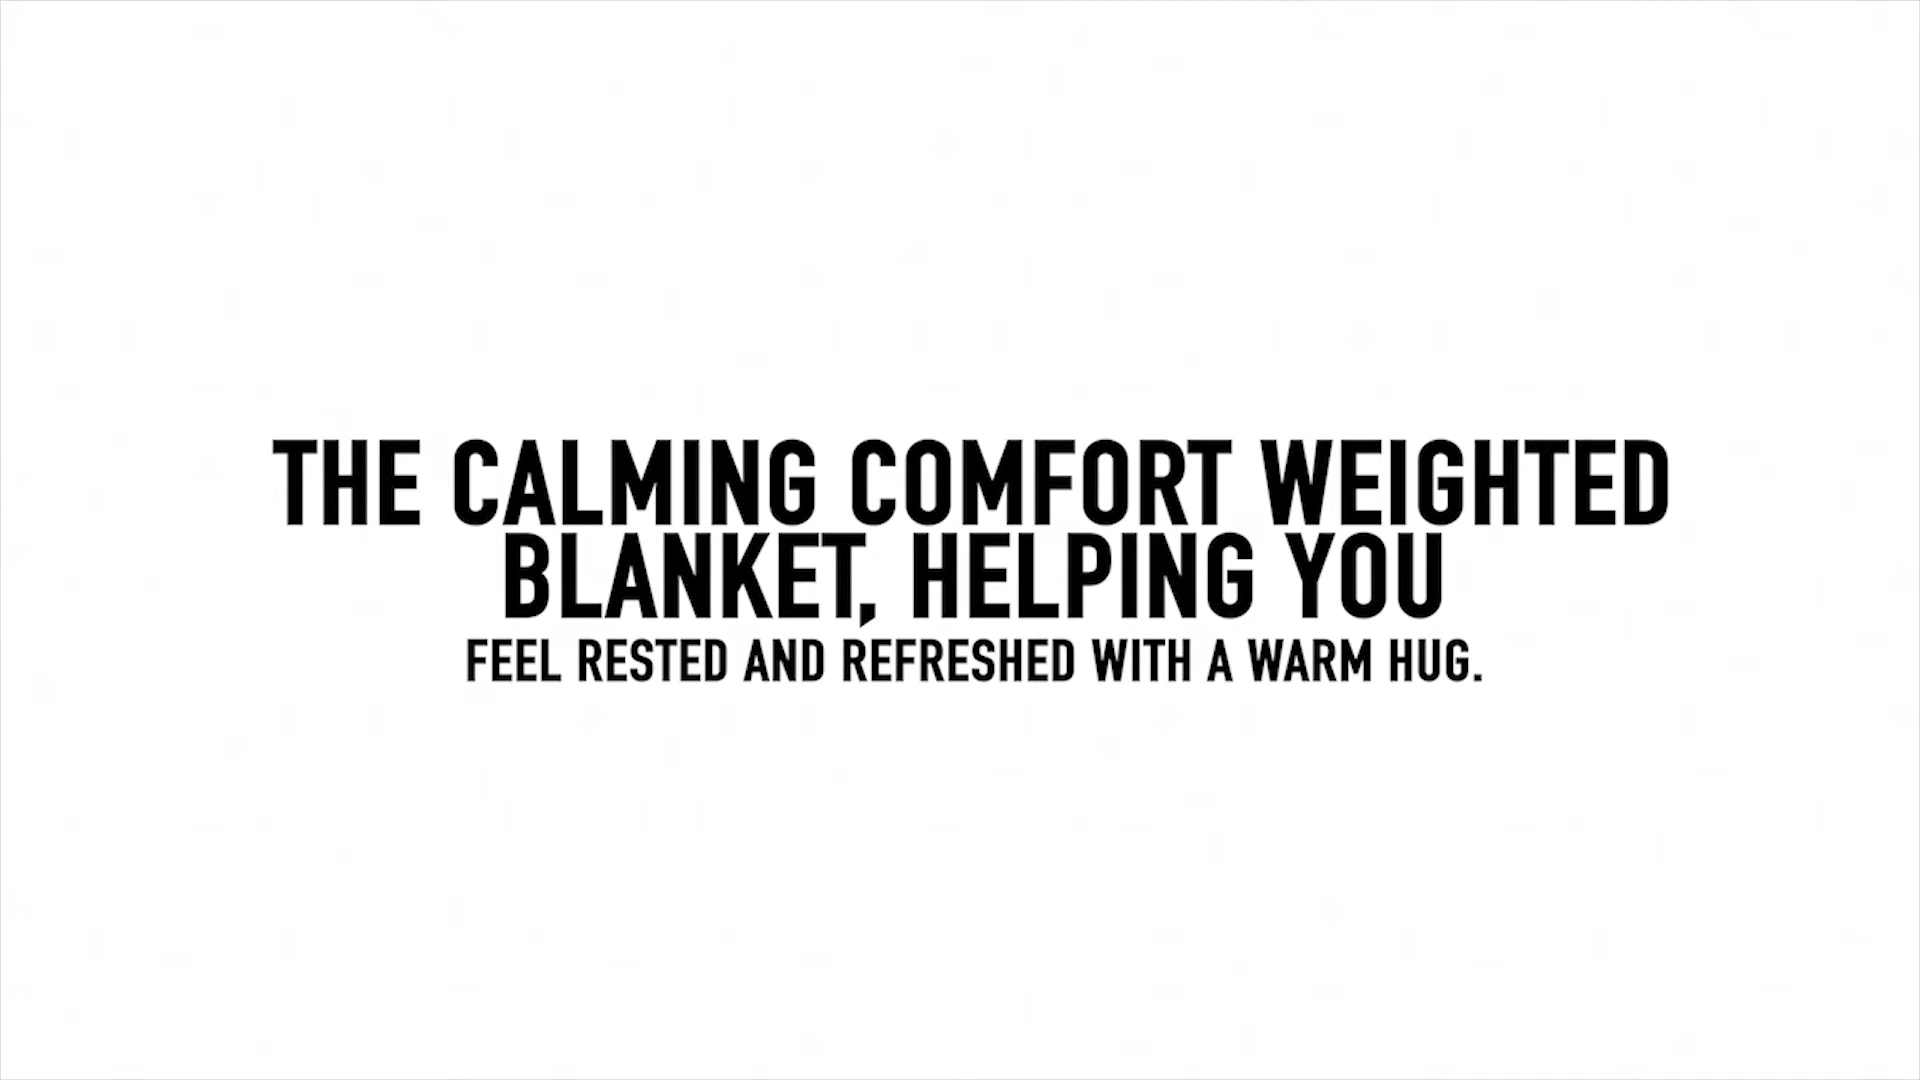 THE CALMING COMFORT WEIGHTED
BLANKET, HELPING YOU
FEEL RESTED AND REFRESHED WITH A WARM HUG.